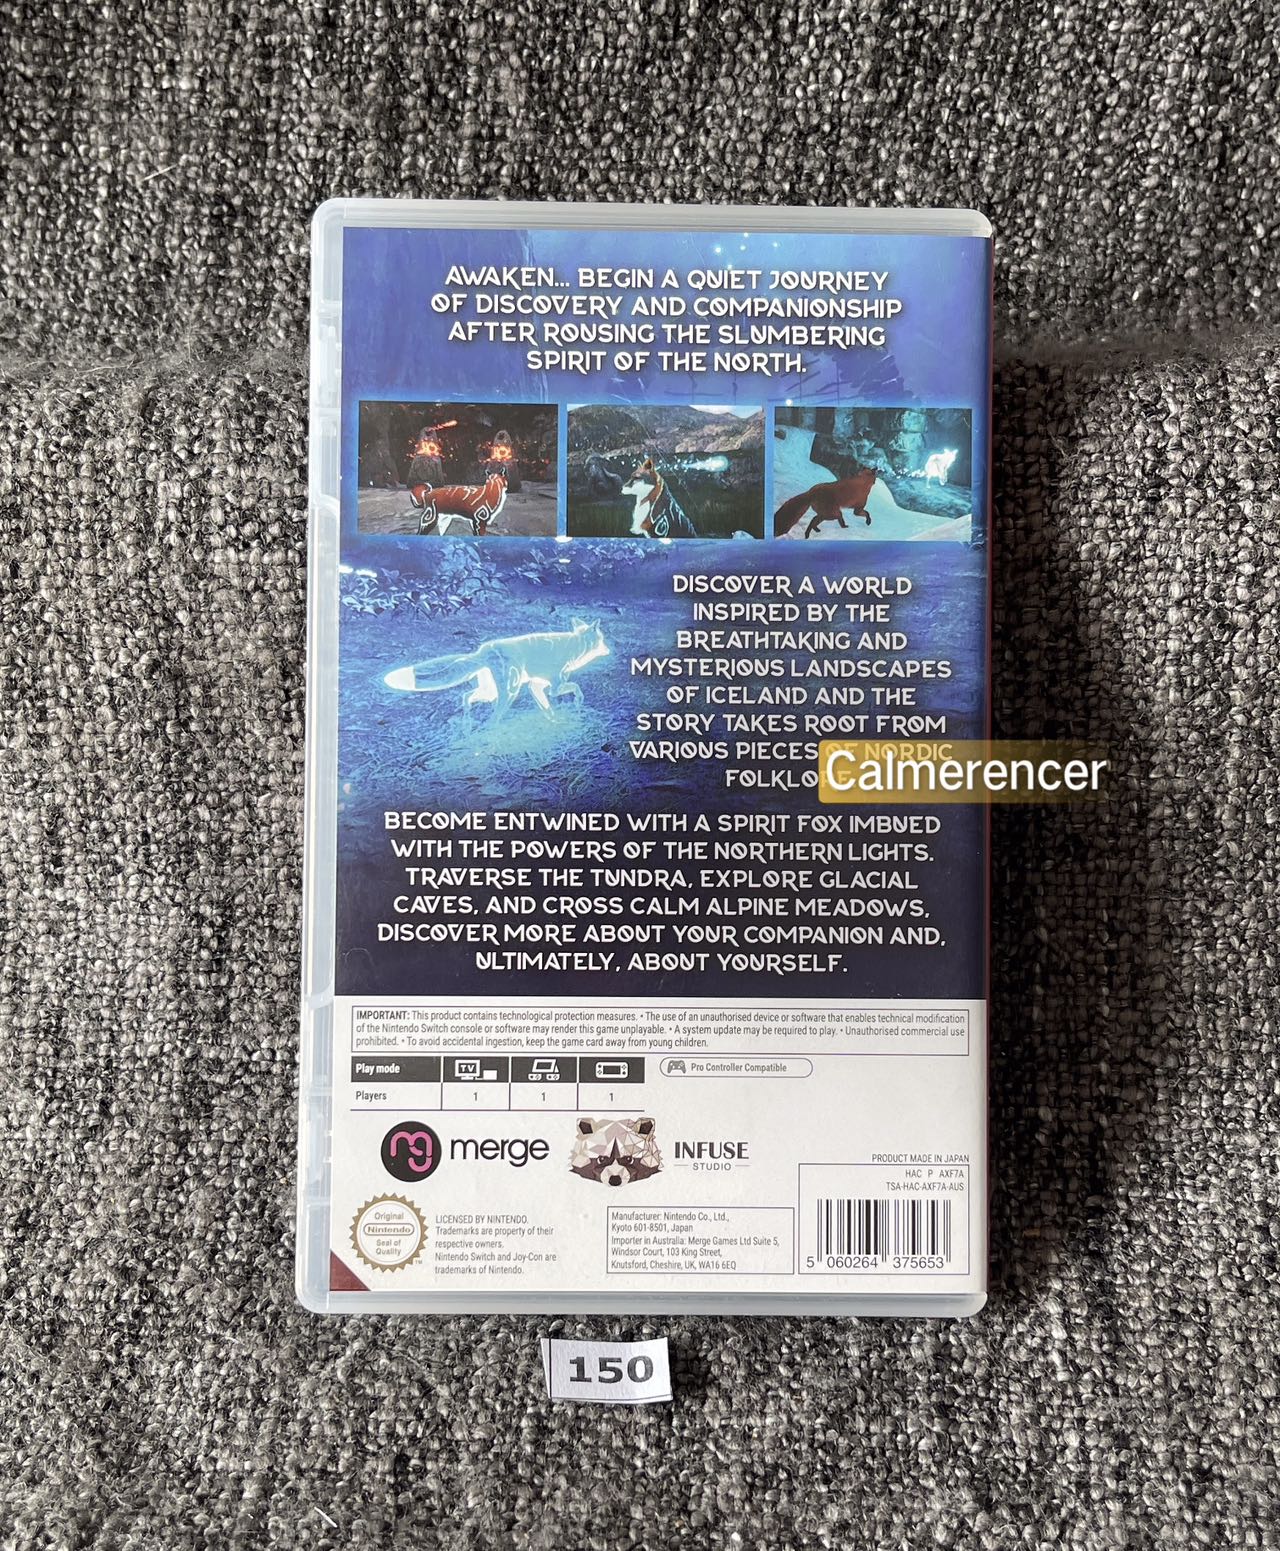 AWAKEN... BEGIN A QUIET JOURNEY
OF DISCOVERY AND COMPANIONSHIP
AFTER ROUSING THE SLUMBERING
SPIRIT OF THE NORTH.
DISCOVER A WORLD
INSPIRED BY THE
BREATHTAKING AND
MYSTERIOUS LANDSCAPES
OF ICELAND AND THE
STORY TAKES ROOT FROM
VARIOUS PIECES OF NORDIC
Calmerencer
BECOME ENTWINED WITH A SPIRIT FOX IMBUED
WITH THE POWERS OF THE NORTHERN LIGHTS.
TRAVERSE THE TUNDRA, EXPLORE GLACIAL
CAVES, AND CROSS CALM ALPINE MEADOWS,
DISCOVER MORE ABOUT YOUR COMPANION AND,
ULTIMATELY, ABOUT YOURSELF.
IMPORTANT: This product contains technological protection measures. • The use of an unauthorised device or software that enables technical modification
of the Nintendo Switch console or software may render this game unplayable. • A system update may be required to play. • Unauthorised commercial use
prohibited. • To avoid accidental ingestion, keep the game card away from young children.
Play mode TV
Pro Controller Compatible
Players 1 1 1
mg merge
INFUSE
STUDIO
PRODUCT MADE IN JAPAN
HAC P AXF7A
TSA-HAC-AXF7A-AUS
Original
Nintendo
Seal of
Quality
TM
LICENSED BY NINTENDO.
Trademarks are property of their
respective owners.
Nintendo Switch and Joy-Con are
trademarks of Nintendo.
Manufacturer: Nintendo Co., Ltd.,
Kyoto 601-8501, Japan
Importer in Australia: Merge Games Ltd Suite 5,
Windsor Court, 103 King Street,
Knutsford, Cheshire, UK, WA16 6EQ
5 060264 375653
150